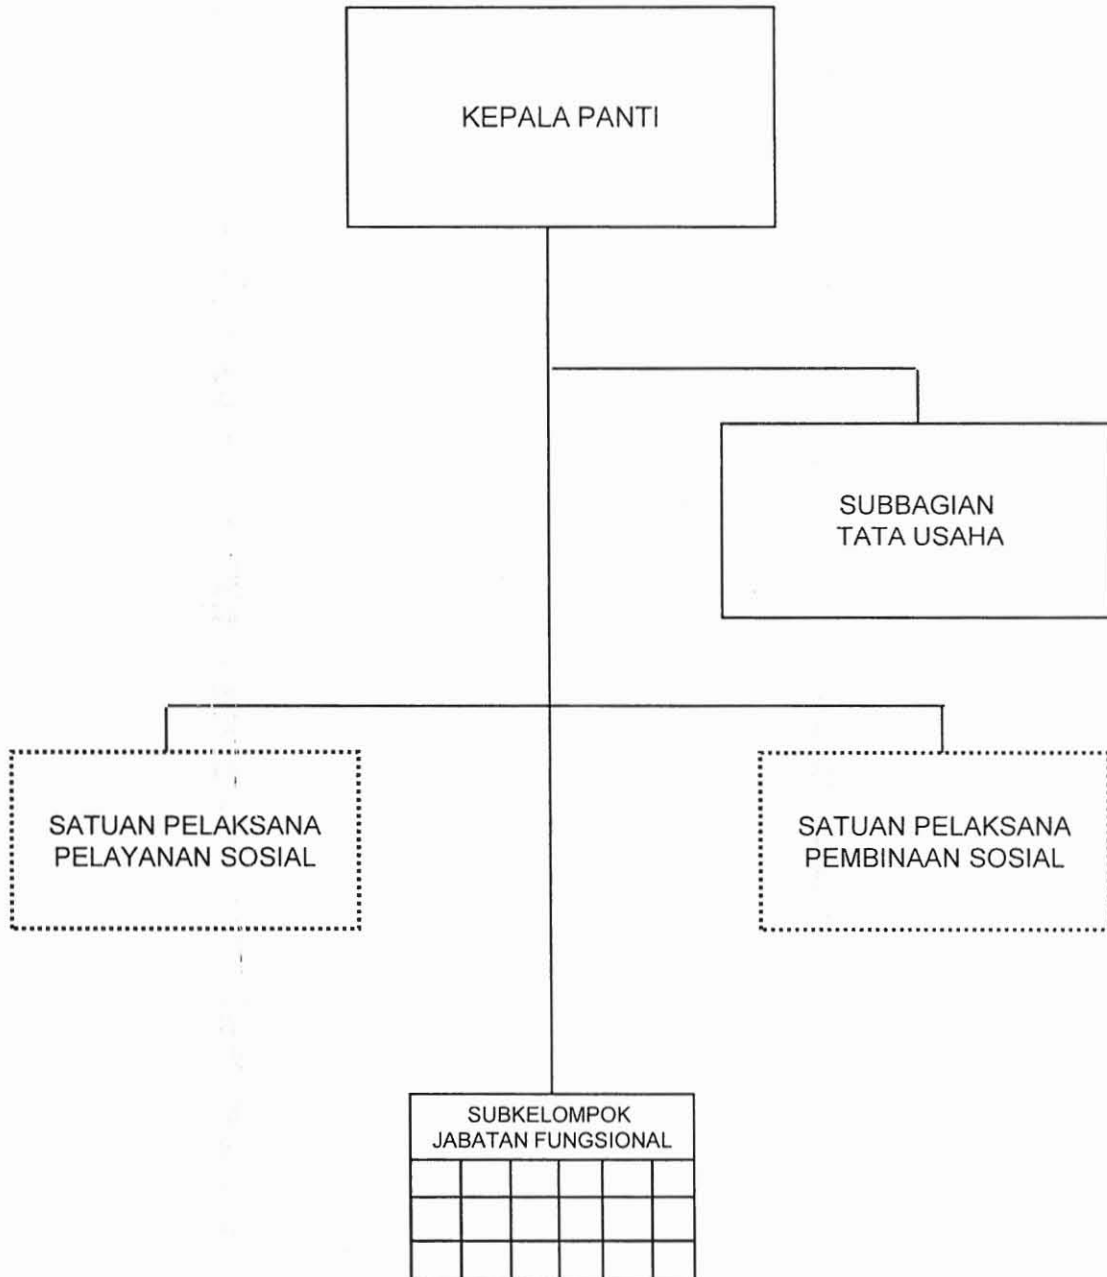 KEPALA PANTI
SUBBAGIAN
TATA USAHA
SATUAN PELAKSANA
PELAYANAN SOSIAL
SATUAN PELAKSANA
PEMBINAAN SOSIAL
SUBKELOMPOK
JABATAN FUNGSIONAL